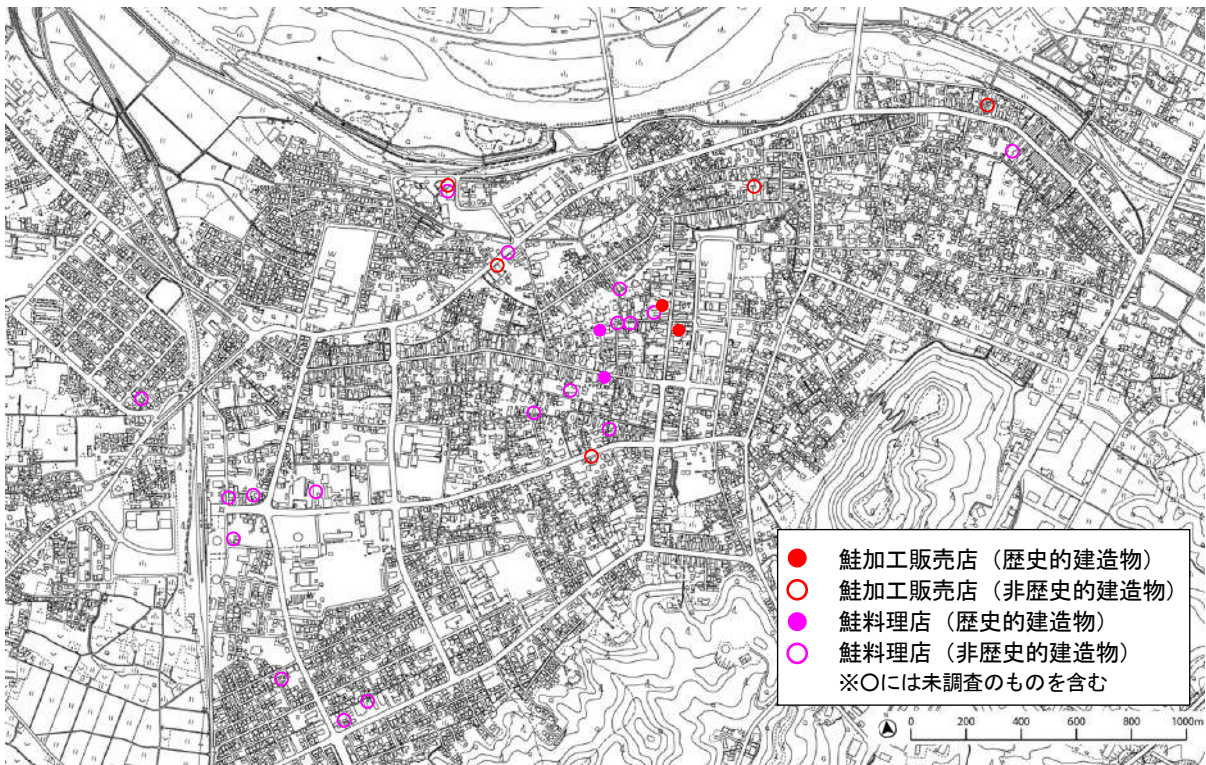 鮭加工販売店（歴史的建造物）
鮭加工販売店（非歴史的建造物）
鮭料理店（歴史的建造物）
鮭料理店（非歴史的建造物）
※〇には未調査のものを含む
N
0 200 400 600 800 1000m